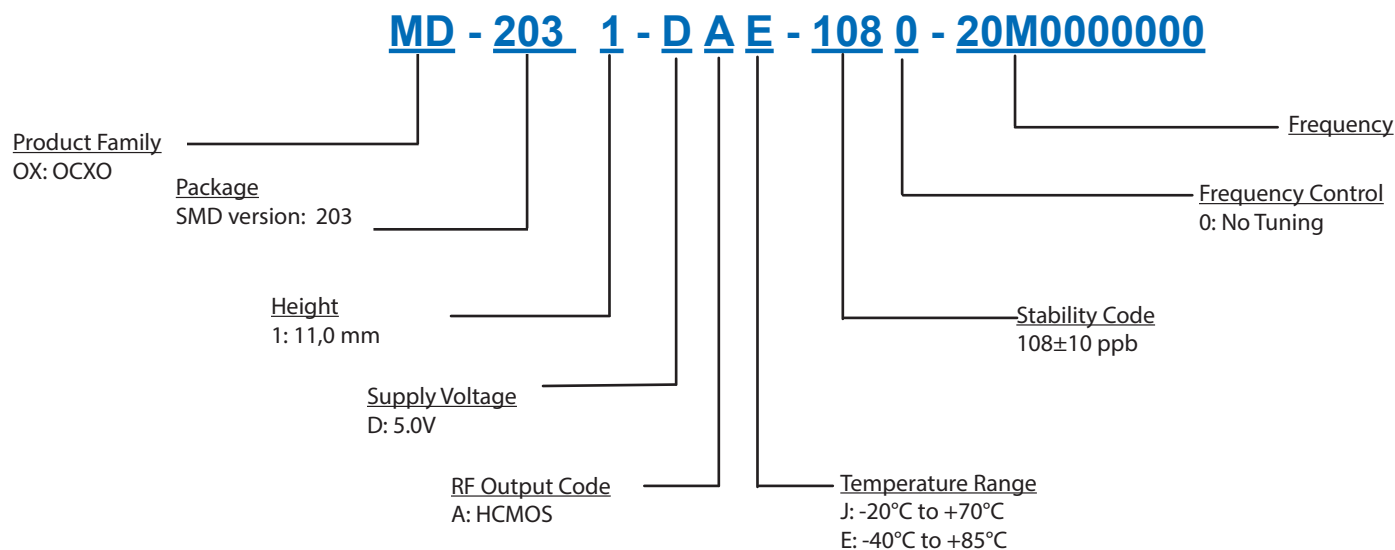 MD - 203 1 - D A E - 108 0 - 20M0000000
Product Family
OX: OCXO
Package
SMD version: 203
Height
1: 11,0 mm
Supply Voltage
D: 5.0V
RF Output Code
A: HCMOS
Temperature Range
J: -20°C to +70°C
E: -40°C to +85°C
Stability Code
108±10 ppb
Frequency Control
0: No Tuning
Frequency